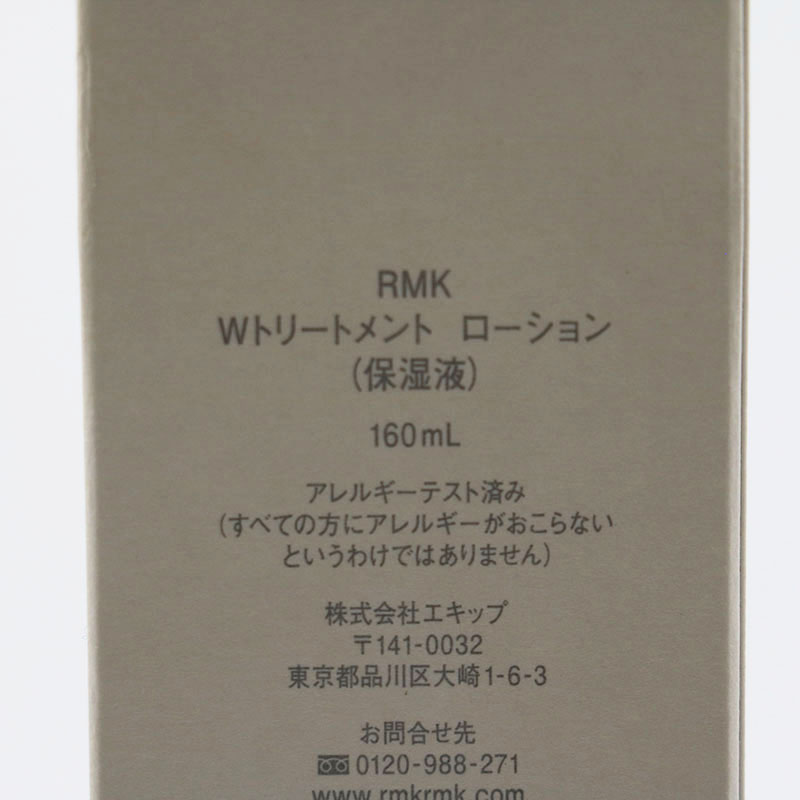 RMK
Wトリートメント ローション
(保湿液)
160mL
アレルギーテスト済み
(すべての方にアレルギーがおこらない
というわけではありません)
株式会社エキップ
〒141-0032
東京都品川区大崎1-6-3
お問合せ先
0120-988-271
www.rmkrmk.com